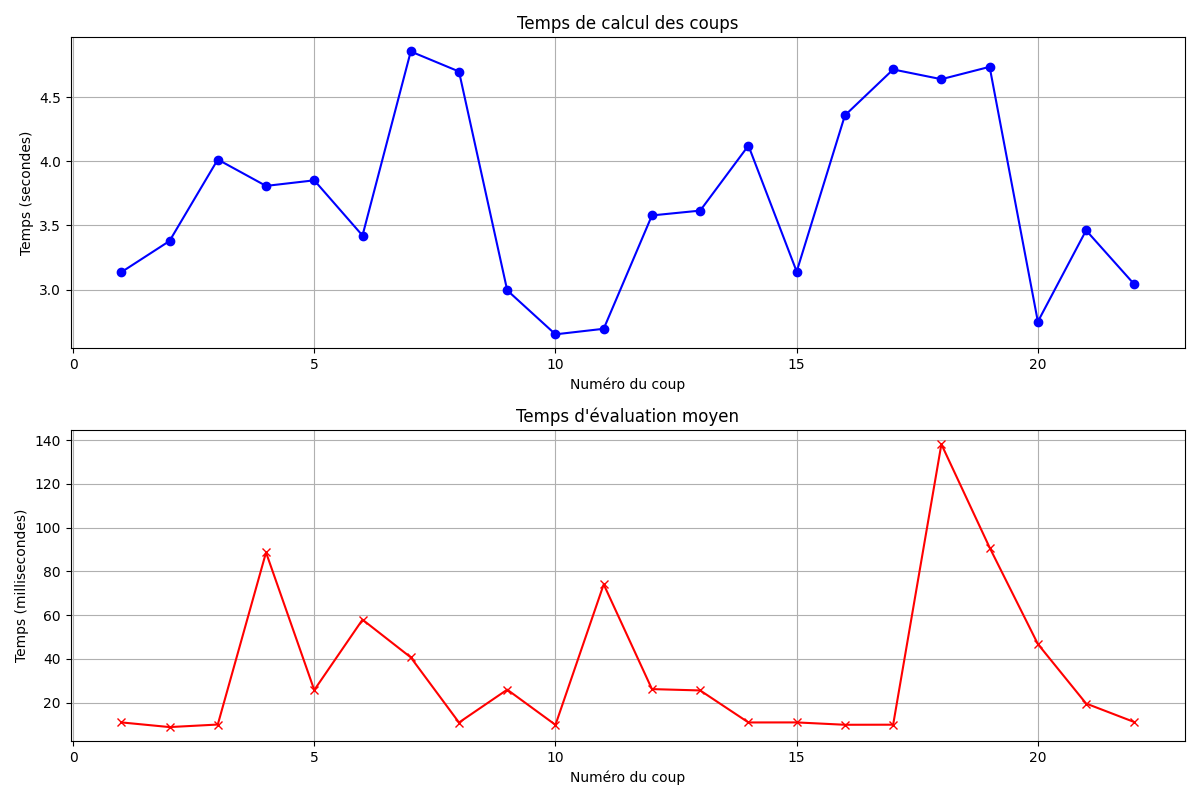 Temps de calcul des coups
Temps (secondes)
4.5
4.0
3.5
3.0
0 5 10 15 20
Numéro du coup
Temps d'évaluation moyen
Temps (millisecondes)
140
120
100
80
60
40
20
0 5 10 15 20
Numéro du coup